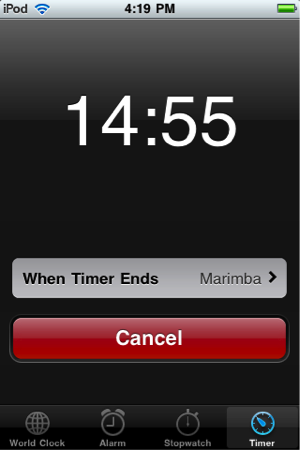 iPod 4:19 PM
14:55
When Timer Ends Marimba
Cancel
World Clock Alarm Stopwatch Timer